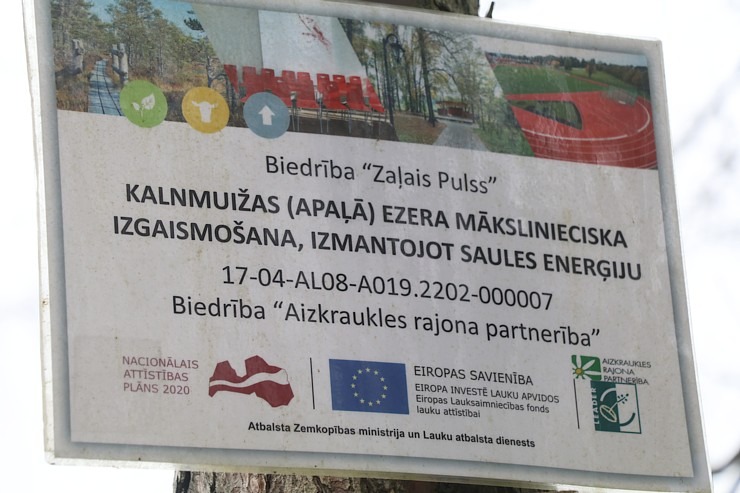 Biedrība "Zaļais Pulss"
KALNMUIŽAS (APAĻĀ) EZERA MĀKSLINIECISKA
IZGAISMOŠANA, IZMANTOJOT SAULES ENERĢIJU
17-04-AL08-A019.2202-000007
Biedrība "Aizkraukles rajona partnerība"
NACIONĀLAIS
ATTĪSTĪBAS
PLĀNS 2020
EIROPAS SAVIENĪBA
EIROPA INVESTĒ LAUKU APVIDOS
Eiropas Lauksaimniecības fonds
lauku attīstībai
AIZKRAUKLES
RAJONA
PARTNERĪBA
LEADER
Atbalsta Zemkopības ministrija un Lauku atbalsta dienests